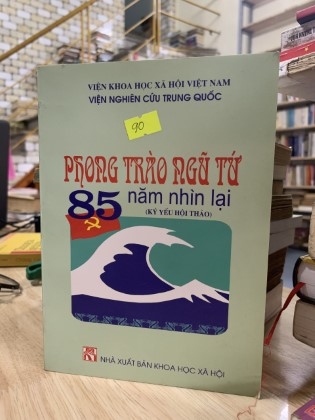 VIỆN KHOA HỌC XÃ HỘI VIỆT NAM
VIỆN NGHIÊN CỨU TRUNG QUỐC
90
PHONG TRÀO NGŨ TỨ
85 năm nhìn lại
(KỶ YẾU HỘI THẢO)
NHÀ XUẤT BẢN KHOA HỌC XÃ HỘI